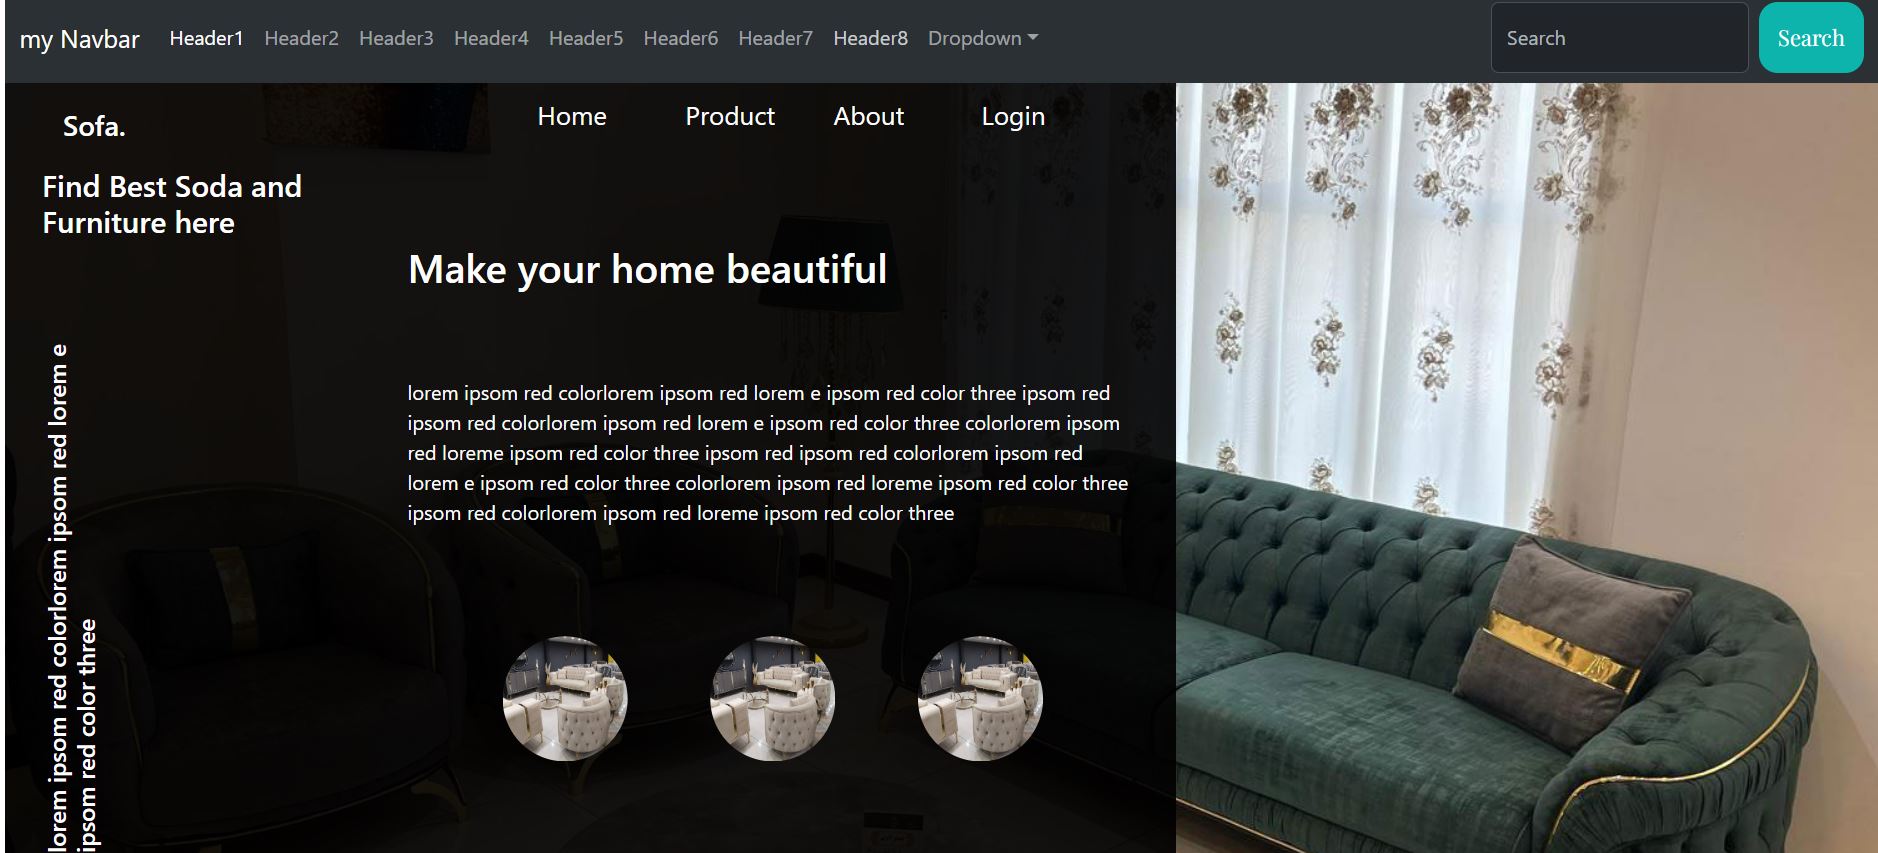 my Navbar Header1 Header2 Header3 Header4 Header5 Header6 Header7 Header8 Dropdown Search Search
Sofa. Home Product About Login
Find Best Soda and
Furniture here
Make your home beautiful
lorem ipsom red colorlorem ipsom red lorem e ipsom red color three ipsom red
ipsom red colorlorem ipsom red lorem e ipsom red color three colorlorem ipsom
red loreme ipsom red color three ipsom red ipsom red colorlorem ipsom red
lorem e ipsom red color three colorlorem ipsom red loreme ipsom red color three
ipsom red colorlorem ipsom red loreme ipsom red color three
lorem ipsom red colorlorem ipsom red lorem e
ipsom red color three